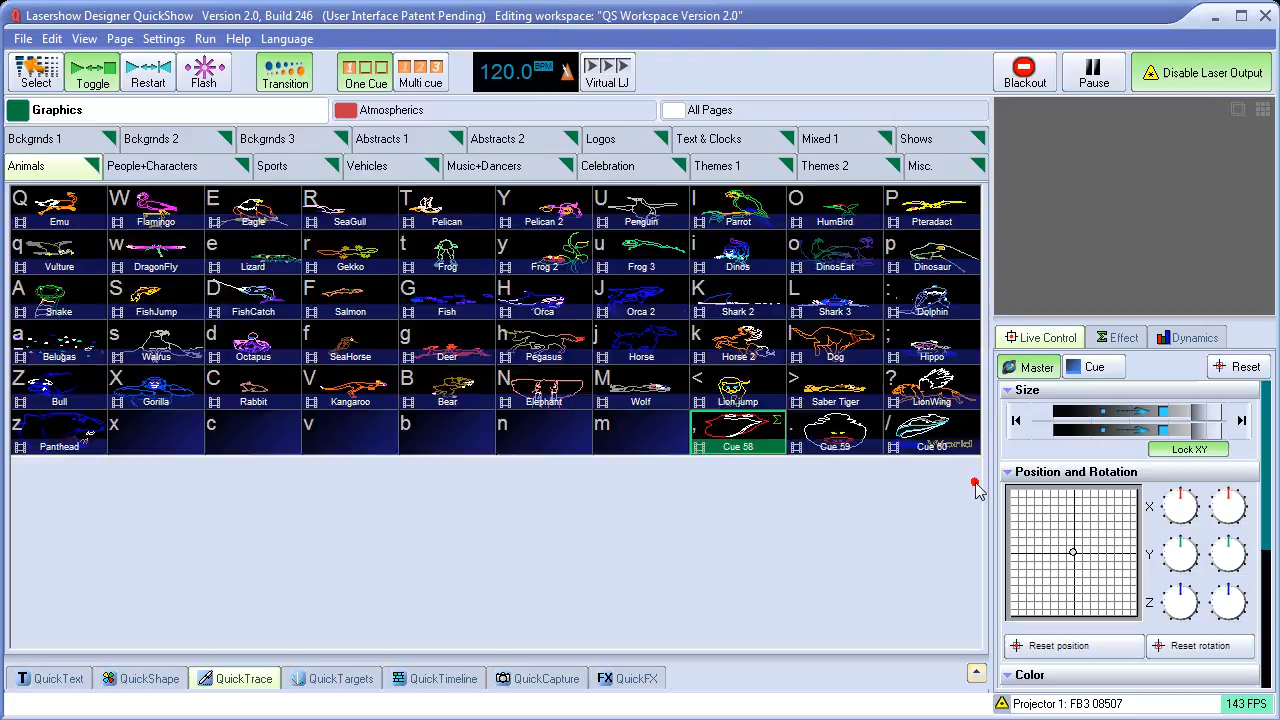 Lasershow Designer QuickShow Version 2.0, Build 246 (User Interface Patent Pending) Editing workspace: "QS Workspace Version 2.0"
File Edit View Page Settings Run Help Language
Select Toggle Restart Flash Transition One Cue Multi cue 120.0 BPM Virtual LJ Blackout Pause Disable Laser Output
Graphics Atmospherics All Pages
Bckgrnds 1 Bckgrnds 2 Bckgrnds 3 Abstracts 1 Abstracts 2 Logos Text & Clocks Mixed 1 Shows
Animals People+Characters Sports Vehicles Music+Dancers Celebration Themes 1 Themes 2 Misc.
Q W E R T Y U I O P
Emu Flamingo Eagle SeaGull Pelican Pelican 2 Penguin Parrot HumBird Pteradact
q w e r t y u i o p
Vulture DragonFly Lizard Gekko Frog Frog 2 Frog 3 Dinos DinosEat Dinosaur
A S D F G H J K L :
Snake FishJump FishCatch Salmon Fish Orca Orca 2 Shark 2 Shark 3 Dolphin
a s d f g h j k l ;
Belugas Walrus Octapus SeaHorse Deer Pegasus Horse Horse 2 Dog Hippo
Z X C V B N M < > ?
Bull Gorilla Rabbit Kangaroo Bear Elephant Wolf LionJump Saber Tiger LionWing
z x c v b n m , . /
World
Panthead Cue 58 Cue 59 Cue 60
Live Control Effect Dynamics
Master Cue Reset
Size
Lock XY
Position and Rotation
X
Y
Z
Reset position Reset rotation
Color
QuickText QuickShape QuickTrace QuickTargets QuickTimeline QuickCapture FX QuickFX
Projector 1: FB3 08507 143 FPS